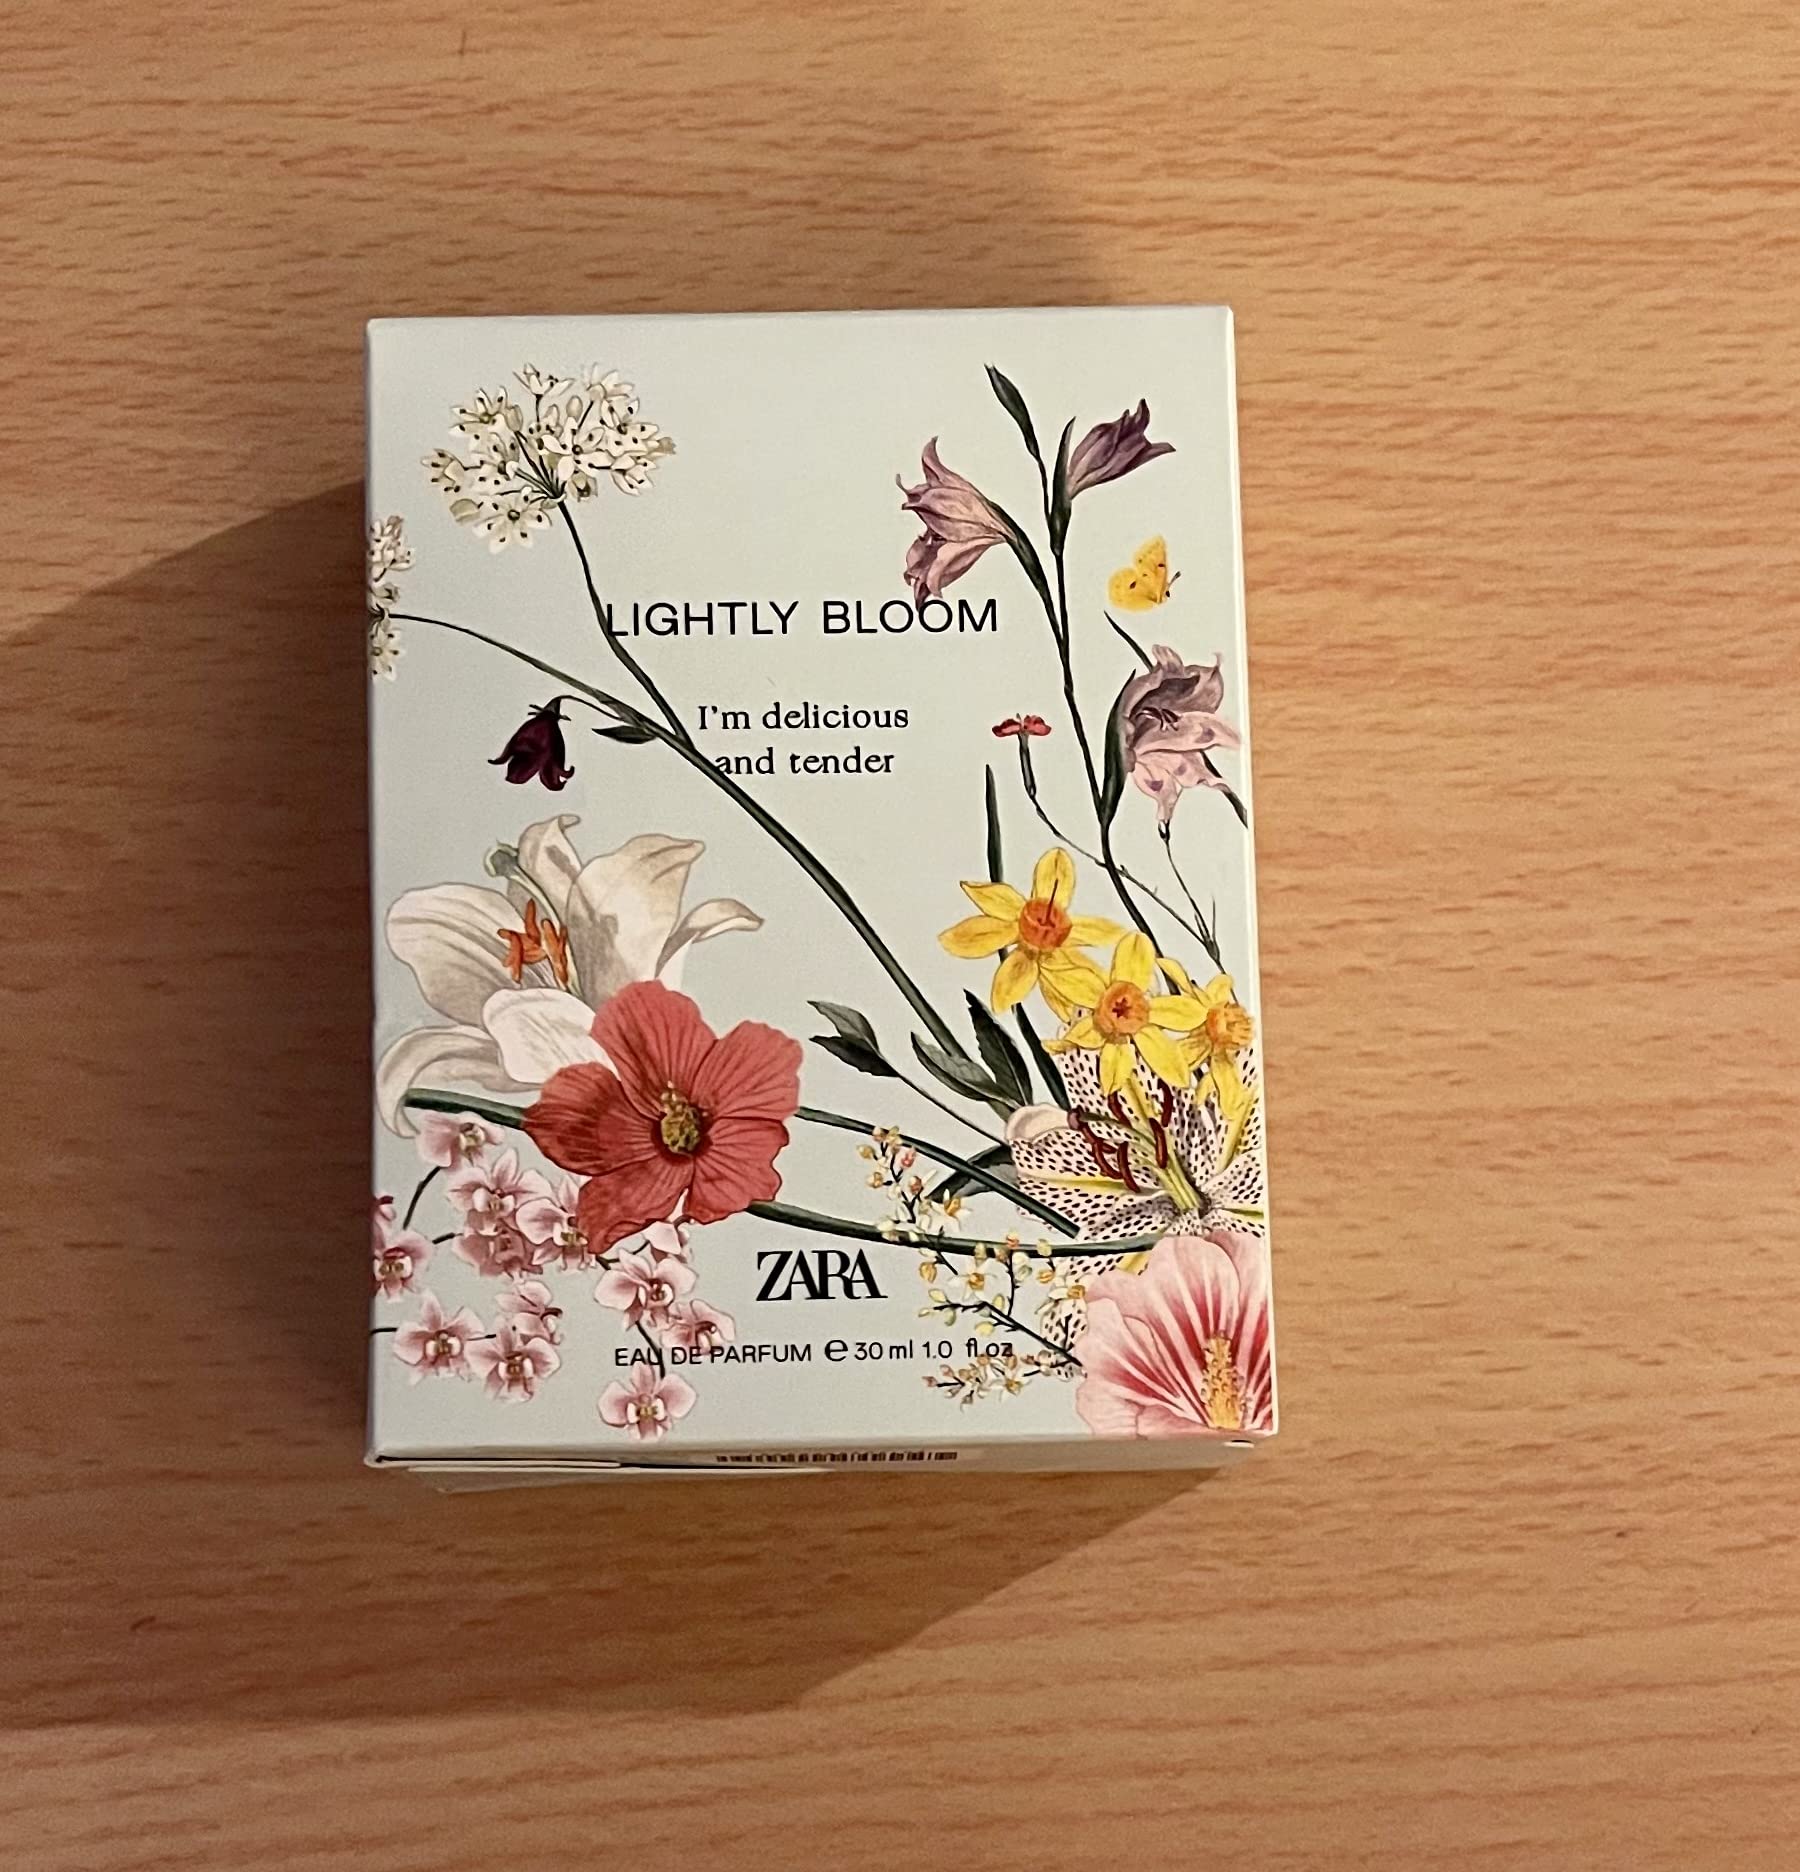 LIGHTLY BLOOM
I'm delicious
and tender
ZARA
EAU DE PARFUM ℮ 30 ml 1.0 fl.oz